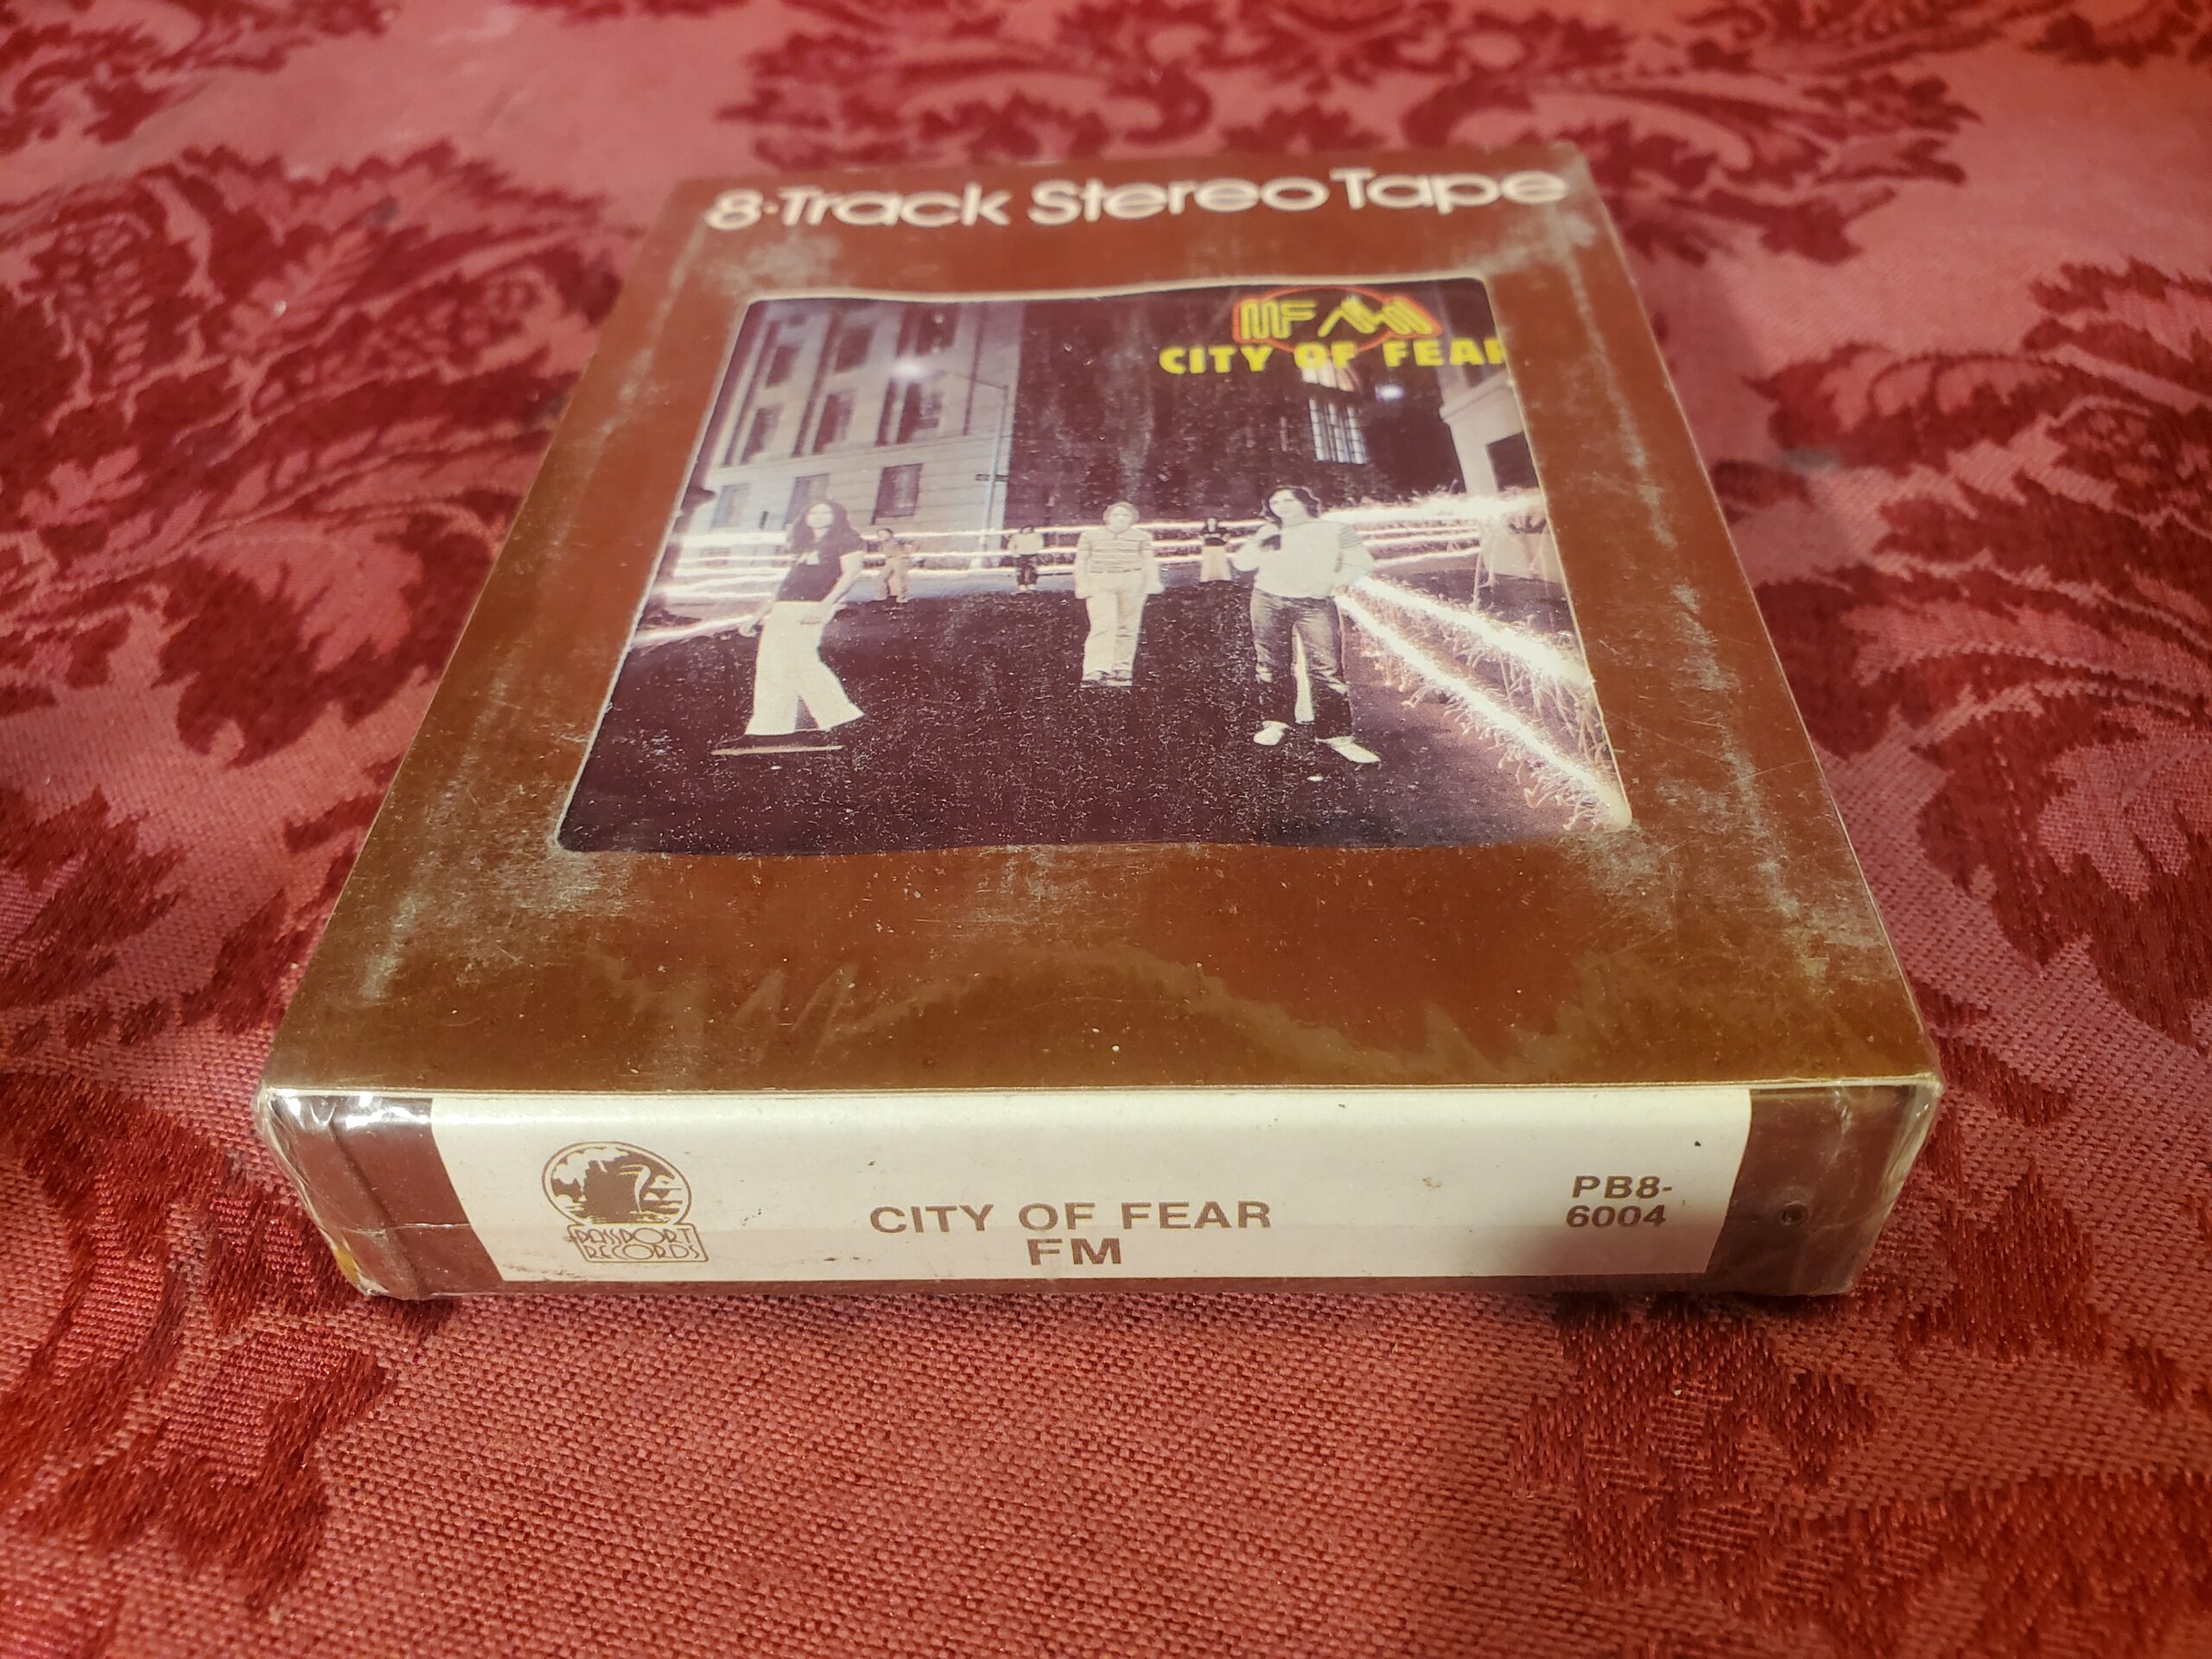 8·Track Stereo Tape
FM
CITY OF FEAR
PASSPORT
RECORDS
CITY OF FEAR
FM
PB8-
6004